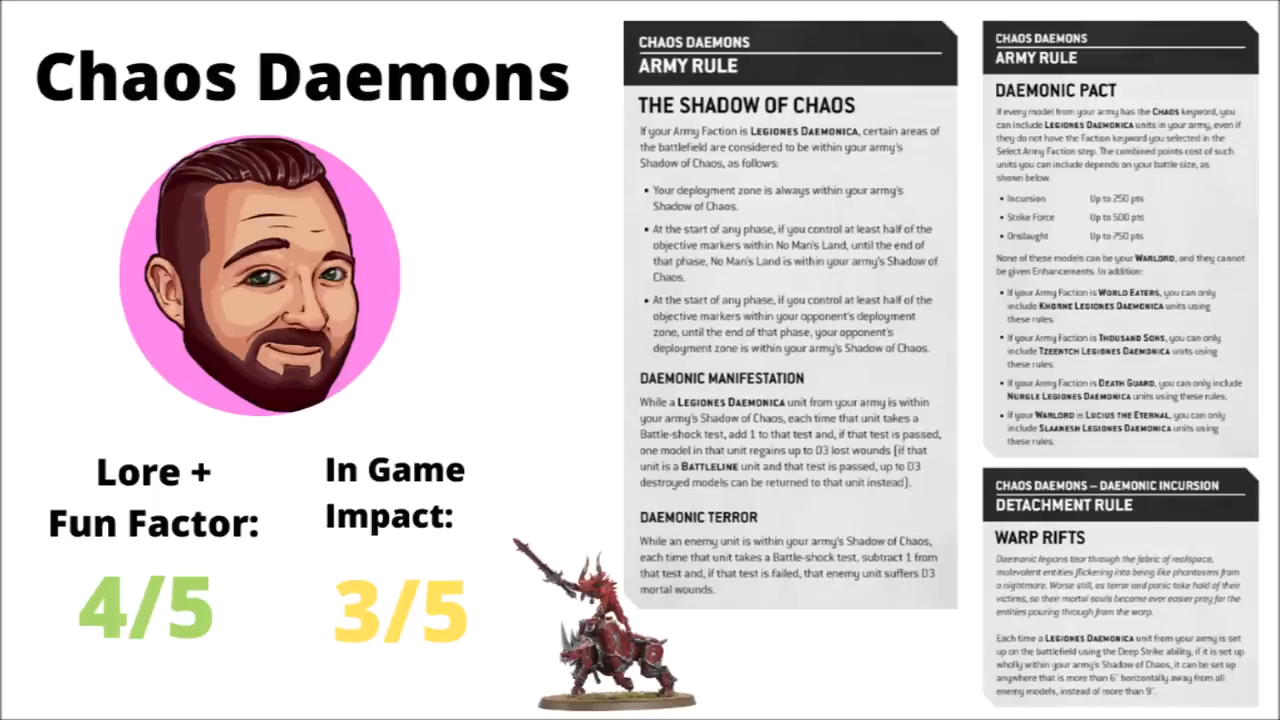 Chaos Daemons
Lore +
Fun Factor:
4/5
In Game
Impact:
3/5
CHAOS DAEMONS
ARMY RULE
THE SHADOW OF CHAOS
If your Army Faction is LEGIONES DAEMONICA, certain areas of
the battlefield are considered to be within your army's
Shadow of Chaos, as follows:
• Your deployment zone is always within your army's
Shadow of Chaos.
• At the start of any phase, if you control at least half of the
objective markers within No Man's Land, until the end of
that phase, No Man's Land is within your army's Shadow of
Chaos.
• At the start of any phase, if you control at least half of the
objective markers within your opponent's deployment
zone, until the end of that phase, your opponent's
deployment zone is within your army's Shadow of Chaos.
DAEMONIC MANIFESTATION
While a LEGIONES DAEMONICA unit from your army is within
your army's Shadow of Chaos, each time that unit takes a
Battle-shock test, add 1 to that test and, if that test is passed,
one model in that unit regains up to D3 lost wounds (if that
unit is a BATTLELINE unit and that test is passed, up to D3
destroyed models can be returned to that unit instead).
DAEMONIC TERROR
While an enemy unit is within your army's Shadow of Chaos,
each time that unit takes a Battle-shock test, subtract 1 from
that test and, if that test is failed, that enemy unit suffers D3
mortal wounds.
CHAOS DAEMONS
ARMY RULE
DAEMONIC PACT
If every model from your army has the CHAOS keyword, you
can include LEGIONES DAEMONICA units in your army, even if
they do not have the Faction keyword you selected in the
Select Army Faction step. The combined points cost of such
units you can include depends on your battle size, as
shown below.
• Incursion Up to 250 pts
• Strike Force Up to 500 pts
• Onslaught Up to 750 pts
None of these models can be your WARLORD, and they cannot
be given Enhancements. In addition:
• If your Army Faction is WORLD EATERS, you can only
include KHORNE LEGIONES DAEMONICA units using
these rules.
• If your Army Faction is THOUSAND SONS, you can only
include TZEENTCH LEGIONES DAEMONICA units using
these rules.
• If your Army Faction is DEATH GUARD, you can only include
NURGLE LEGIONES DAEMONICA units using these rules.
• If your WARLORD is LUCIUS THE ETERNAL, you can only
include SLAANESH LEGIONES DAEMONICA units using
these rules.
CHAOS DAEMONS – DAEMONIC INCURSION
DETACHMENT RULE
WARP RIFTS
Daemonic legions tear through the fabric of realspace,
malevolent entities flickering into being like phantasms from
a nightmare. Worse still, as terror and panic take hold of their
victims, so their mortal souls become ever easier prey for the
entities pouring through from the warp.
Each time a LEGIONES DAEMONICA unit from your army is set
up on the battlefield using the Deep Strike ability, if it is set up
wholly within your army's Shadow of Chaos, it can be set up
anywhere that is more than 6" horizontally away from all
enemy models, instead of more than 9".